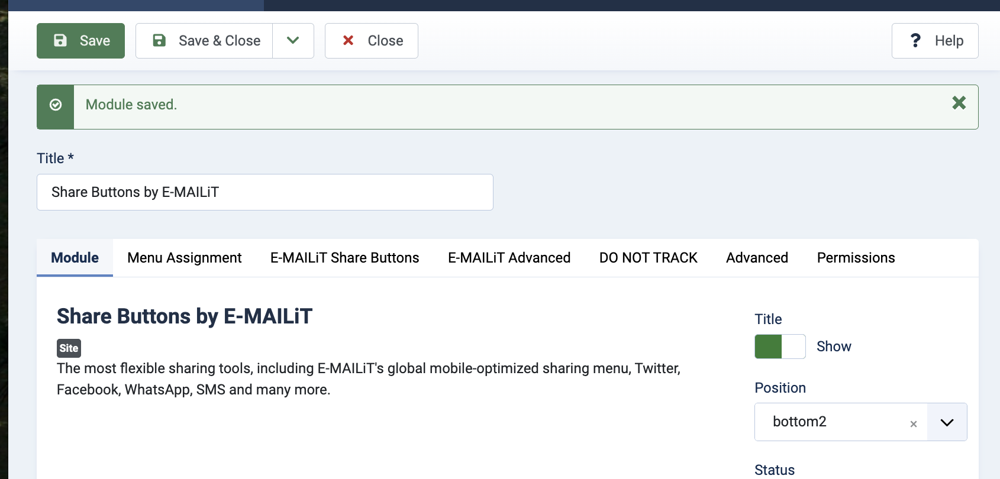 Save
Save & Close
Close
Help
Module saved.
Title *
Share Buttons by E-MAILiT
Module
Menu Assignment
E-MAILiT Share Buttons
E-MAILiT Advanced
DO NOT TRACK
Advanced
Permissions
Share Buttons by E-MAILiT
Site
The most flexible sharing tools, including E-MAILiT's global mobile-optimized sharing menu, Twitter,
Facebook, WhatsApp, SMS and many more.
Title
Show
Position
bottom2
Status